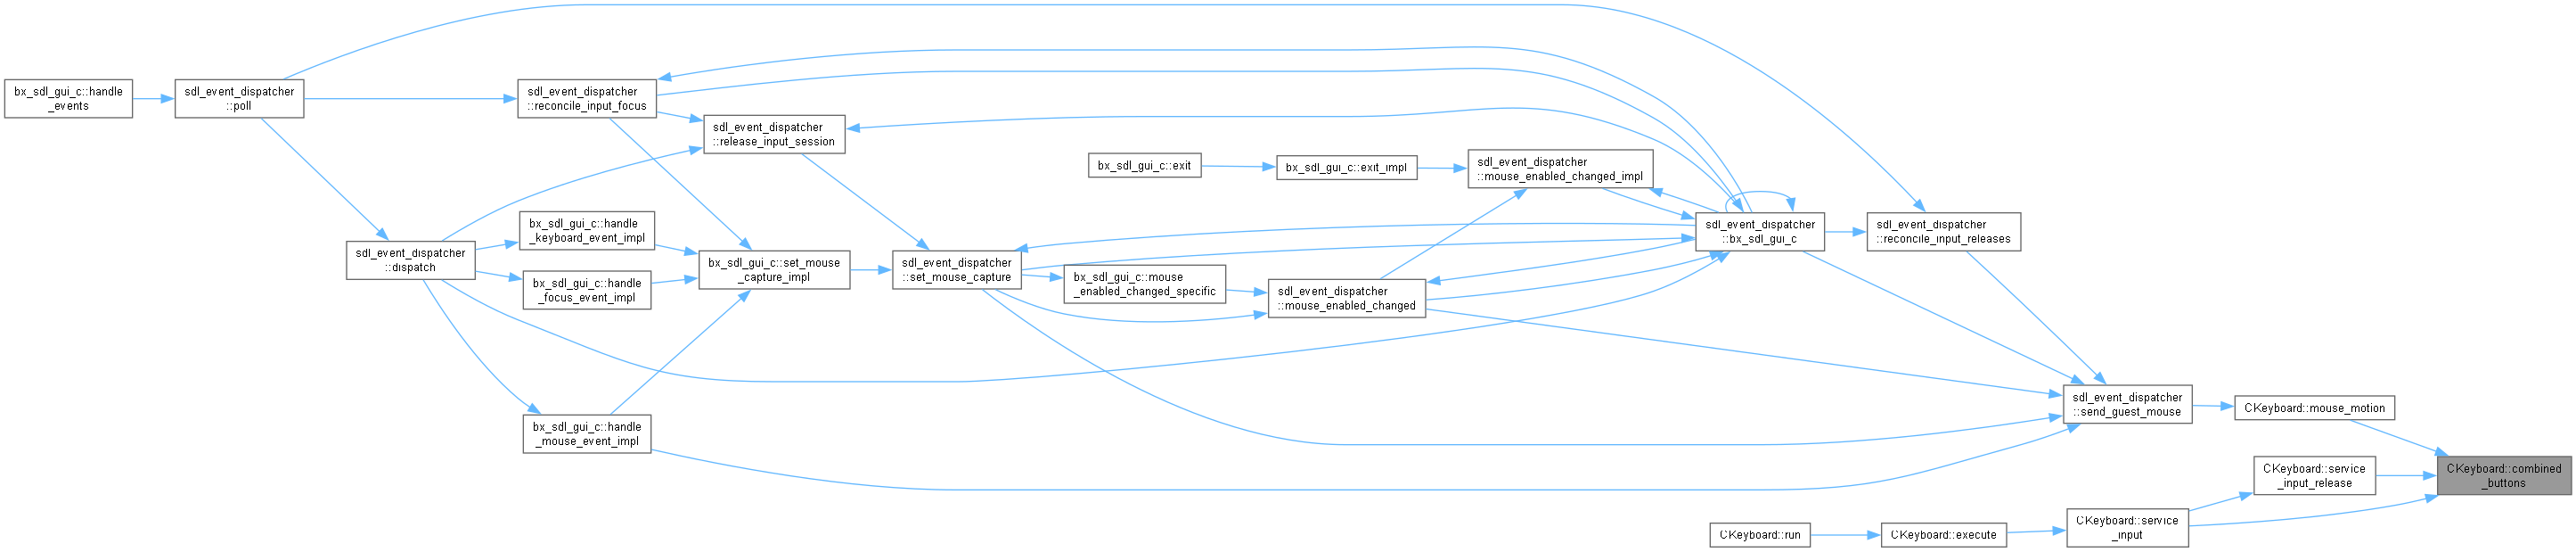 bx_sdl_gui_c::handle
_events
sdl_event_dispatcher
::poll
sdl_event_dispatcher
::reconcile_input_focus
sdl_event_dispatcher
::release_input_session
bx_sdl_gui_c::exit
bx_sdl_gui_c::exit_impl
sdl_event_dispatcher
::mouse_enabled_changed_impl
sdl_event_dispatcher
::dispatch
bx_sdl_gui_c::handle
_keyboard_event_impl
bx_sdl_gui_c::handle
_focus_event_impl
bx_sdl_gui_c::set_mouse
_capture_impl
sdl_event_dispatcher
::set_mouse_capture
bx_sdl_gui_c::mouse
_enabled_changed_specific
sdl_event_dispatcher
::mouse_enabled_changed
sdl_event_dispatcher
::bx_sdl_gui_c
sdl_event_dispatcher
::reconcile_input_releases
bx_sdl_gui_c::handle
_mouse_event_impl
sdl_event_dispatcher
::send_guest_mouse
CKeyboard::mouse_motion
CKeyboard::service
_input_release
CKeyboard::combined
_buttons
CKeyboard::run
CKeyboard::execute
CKeyboard::service
_input